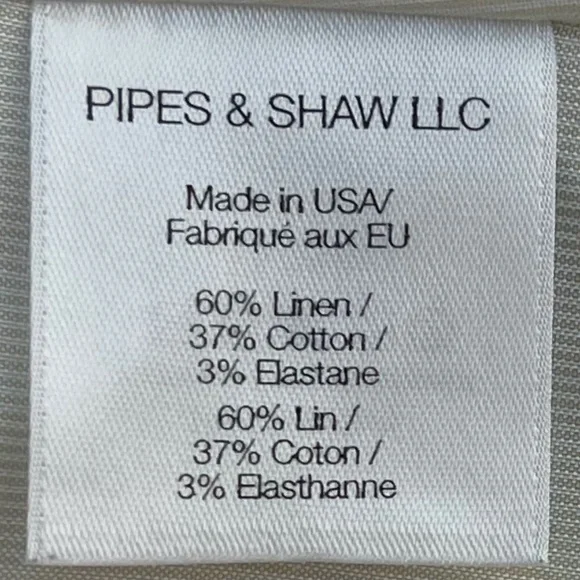 PIPES & SHAW LLC
Made in USA/
Fabriqué aux EU
60% Linen /
37% Cotton /
3% Elastane
60% Lin /
37% Coton /
3% Elasthanne